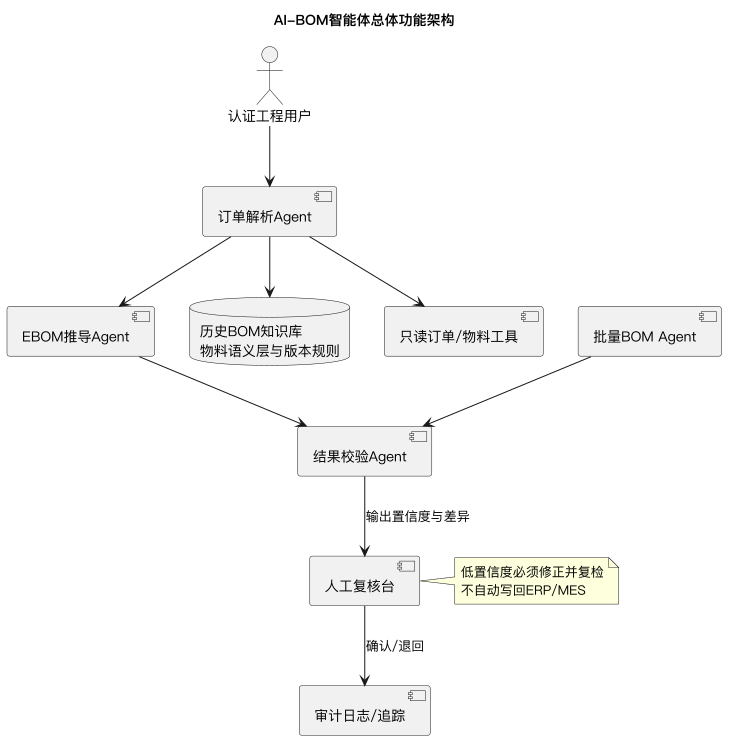 AI-BOM智能体总体功能架构
认证工程用户
订单解析Agent
EBOM推导Agent
历史BOM知识库
物料语义层与版本规则
只读订单/物料工具
批量BOM Agent
结果校验Agent
输出置信度与差异
人工复核台
低置信度必须修正并复检
不自动写回ERP/MES
确认/退回
审计日志/追踪